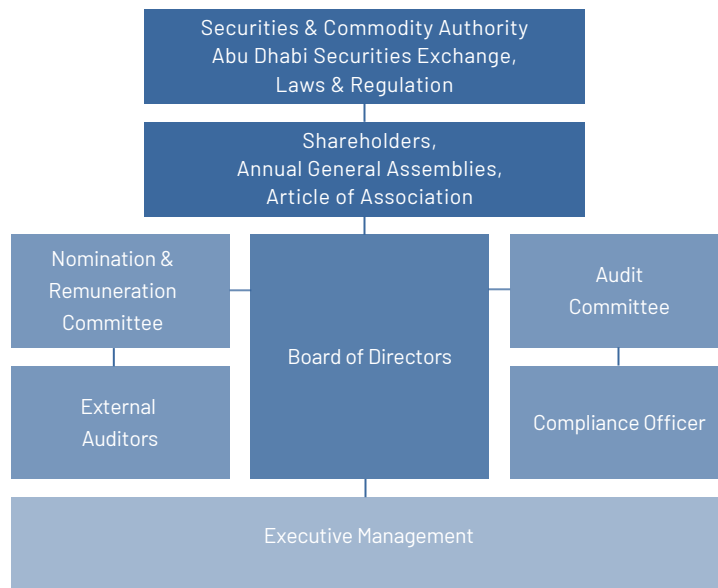 Securities & Commodity Authority
Abu Dhabi Securities Exchange,
Laws & Regulation
Shareholders,
Annual General Assemblies,
Article of Association
Nomination &
Remuneration
Committee
Board of Directors
Audit
Committee
External
Auditors
Compliance Officer
Executive Management